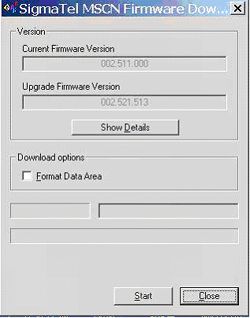 SigmaTel MSCN Firmware Dow...
Version
Current Firmware Version
002.511.000
Upgrade Firmware Version
002.521.513
Show Details
Download options
Format Data Area
Start
Close